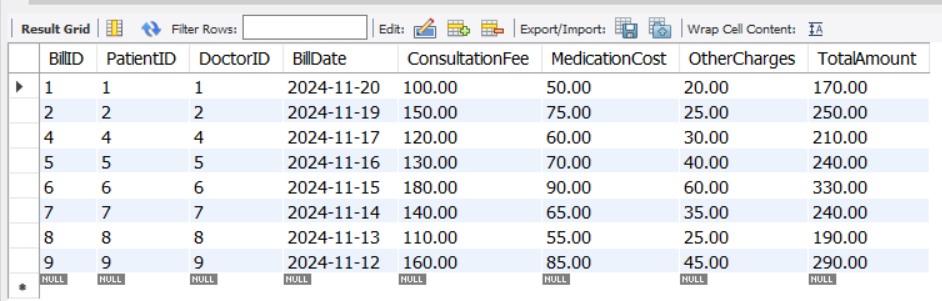 Result Grid Filter Rows: Edit: Export/Import: Wrap Cell Content: IA
BillID PatientID DoctorID BillDate ConsultationFee MedicationCost OtherCharges TotalAmount
1 1 1 2024-11-20 100.00 50.00 20.00 170.00
2 2 2 2024-11-19 150.00 75.00 25.00 250.00
4 4 4 2024-11-17 120.00 60.00 30.00 210.00
5 5 5 2024-11-16 130.00 70.00 40.00 240.00
6 6 6 2024-11-15 180.00 90.00 60.00 330.00
7 7 7 2024-11-14 140.00 65.00 35.00 240.00
8 8 8 2024-11-13 110.00 55.00 25.00 190.00
9 9 9 2024-11-12 160.00 85.00 45.00 290.00
NULL NULL NULL NULL NULL NULL NULL NULL